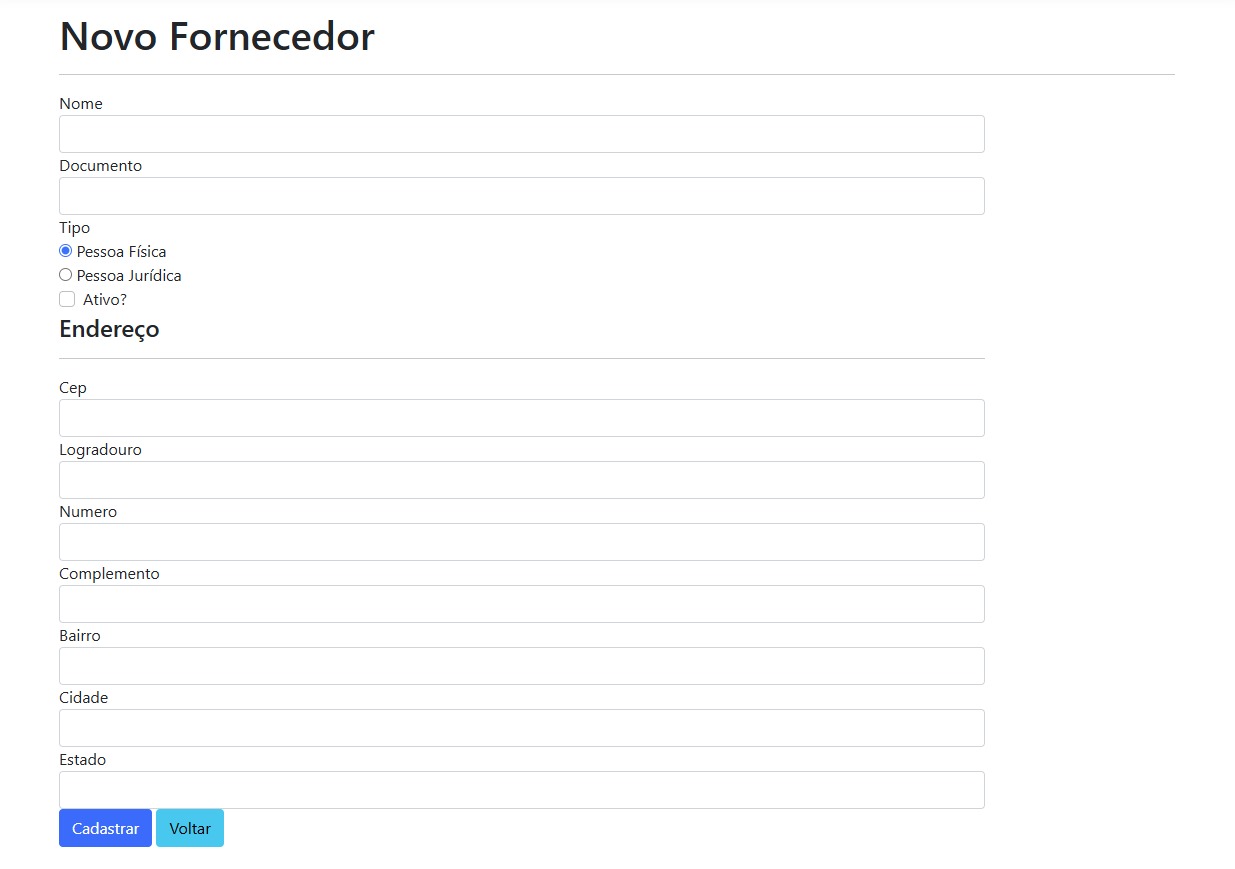 Novo Fornecedor
Nome
Documento
Tipo
Pessoa Física
Pessoa Jurídica
Ativo?
Endereço
Cep
Logradouro
Numero
Complemento
Bairro
Cidade
Estado
Cadastrar Voltar